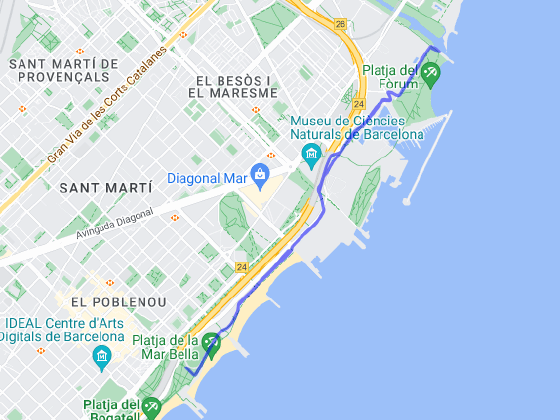 28
SANT MARTÍ DE
PROVENÇALS
Gran Via de les Corts Catalanes
EL BESÒS I
EL MARESME
Platja del
Fòrum
24
Museu de Ciències
Naturals de Barcelona
Diagonal Mar
SANT MARTÍ
Avinguda Diagonal
24
EL POBLENOU
IDEAL Centre d'Arts
Digitals de Barcelona
Platja de la
Mar Bella
Platja del
Bogatell